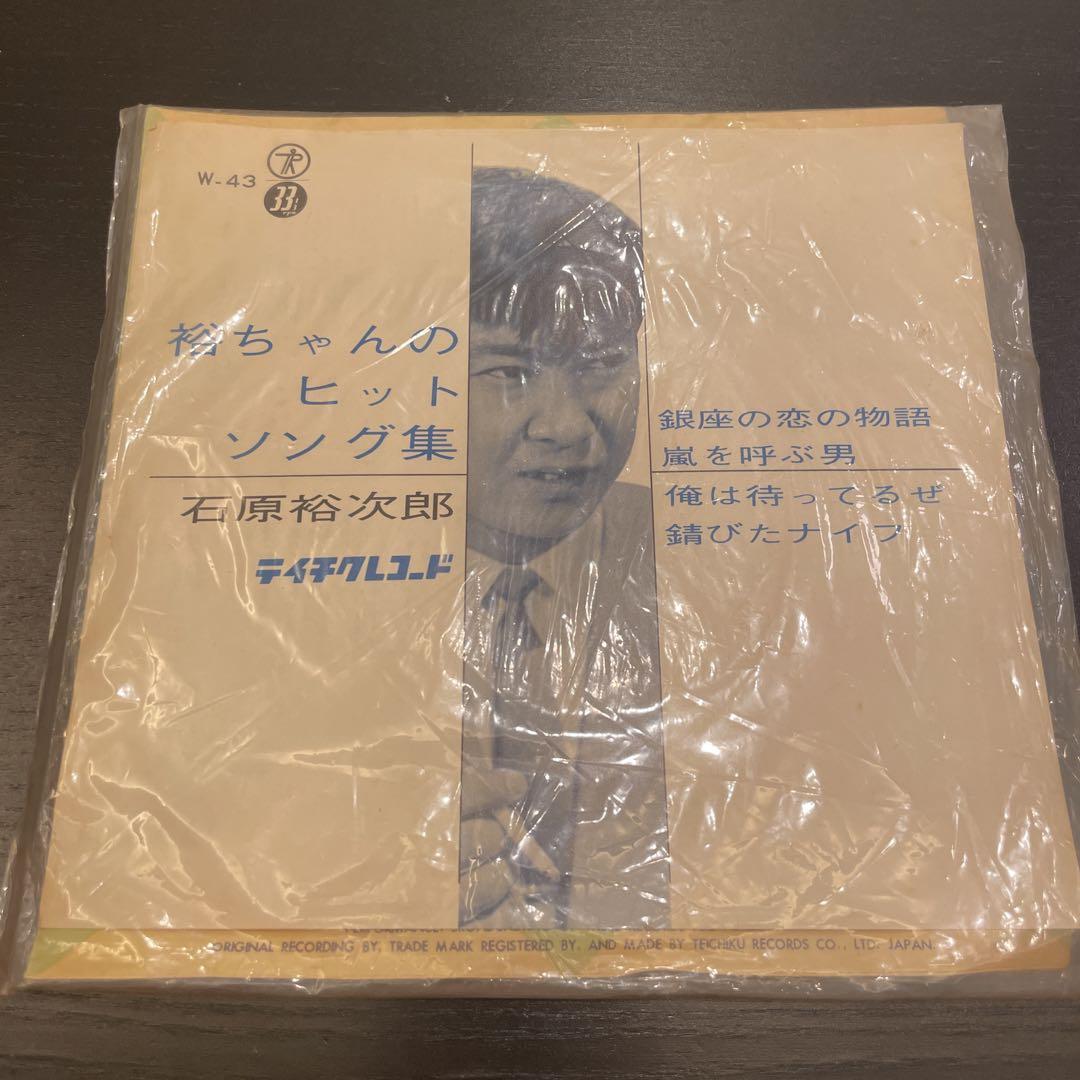 W-43
33 1/3
rpm
裕ちゃんの
ヒット
ソング集
石原裕次郎
テイチクレコード
銀座の恋の物語
嵐を呼ぶ男
俺は待ってるぜ
錆びたナイフ
ORIGINAL RECORDING BY, TRADE MARK REGISTERED BY, AND MADE BY TEICHIKU RECORDS CO., LTD. JAPAN.